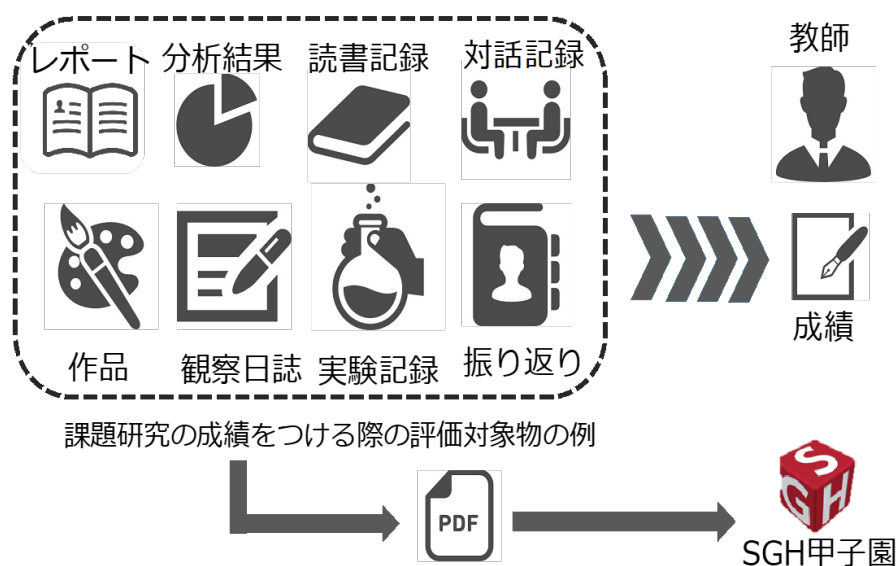 レポート 分析結果 読書記録 対話記録
教師
作品 観察日誌 実験記録 振り返り
成績
課題研究の成績をつける際の評価対象物の例
PDF
SGH
SGH甲子園